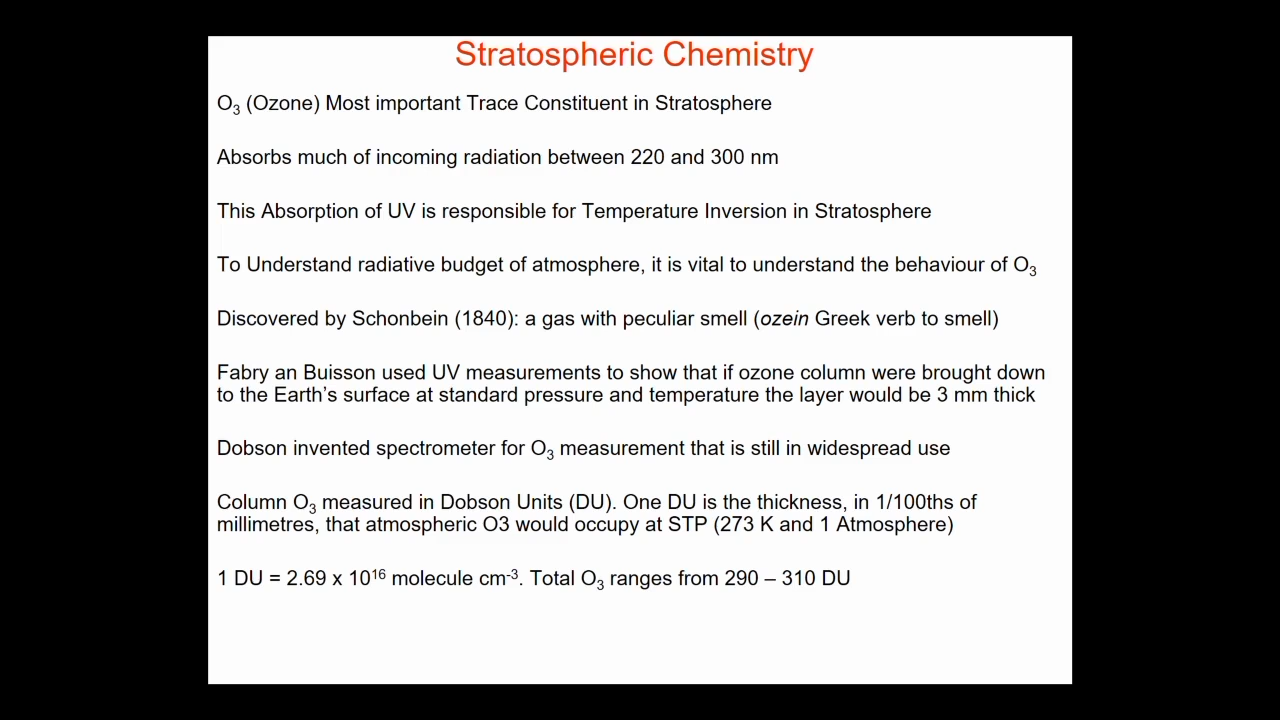 Stratospheric Chemistry
O₃ (Ozone) Most important Trace Constituent in Stratosphere
Absorbs much of incoming radiation between 220 and 300 nm
This Absorption of UV is responsible for Temperature Inversion in Stratosphere
To Understand radiative budget of atmosphere, it is vital to understand the behaviour of O₃
Discovered by Schonbein (1840): a gas with peculiar smell (ozein Greek verb to smell)
Fabry an Buisson used UV measurements to show that if ozone column were brought down
to the Earth’s surface at standard pressure and temperature the layer would be 3 mm thick
Dobson invented spectrometer for O₃ measurement that is still in widespread use
Column O₃ measured in Dobson Units (DU). One DU is the thickness, in 1/100ths of
millimetres, that atmospheric O3 would occupy at STP (273 K and 1 Atmosphere)
1 DU = 2.69 x 10¹⁶ molecule cm⁻³. Total O₃ ranges from 290 – 310 DU